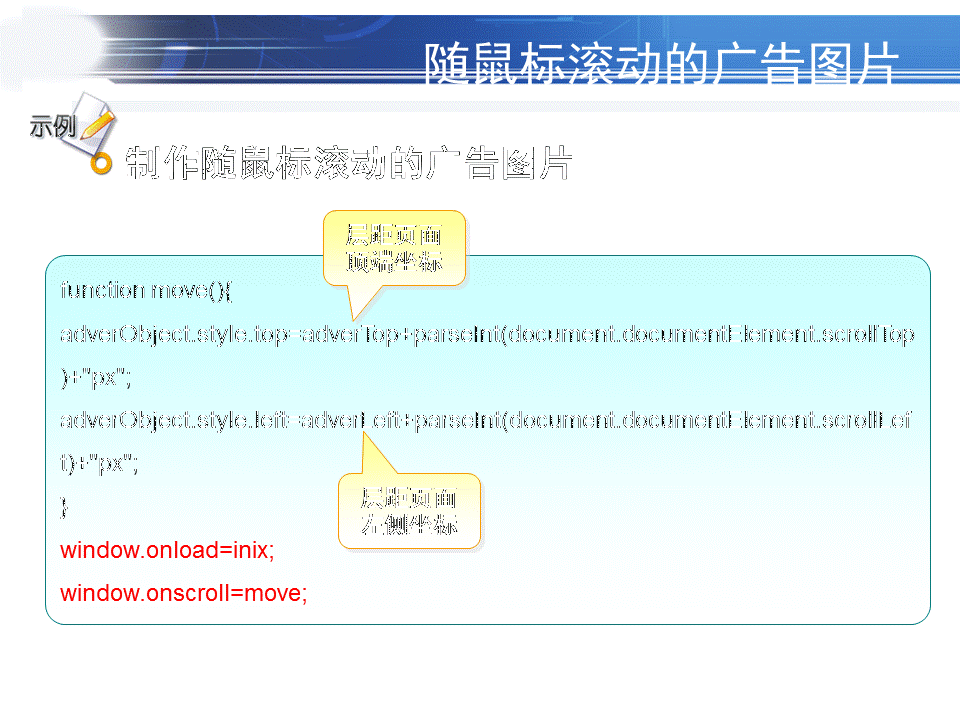 随鼠标滚动的广告图片
示例
制作随鼠标滚动的广告图片
层距页面
顶端坐标
function move(){
adverObject.style.top=adverTop+parseInt(document.documentElement.scrollTop
)+"px";
adverObject.style.left=adverLeft+parseInt(document.documentElement.scrollLef
t)+"px";
}
层距页面
左侧坐标
window.onload=inix;
window.onscroll=move;